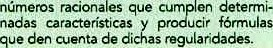 números racionales que cumplen determi-
nadas características y producir fórmulas
que den cuenta de dichas regularidades.